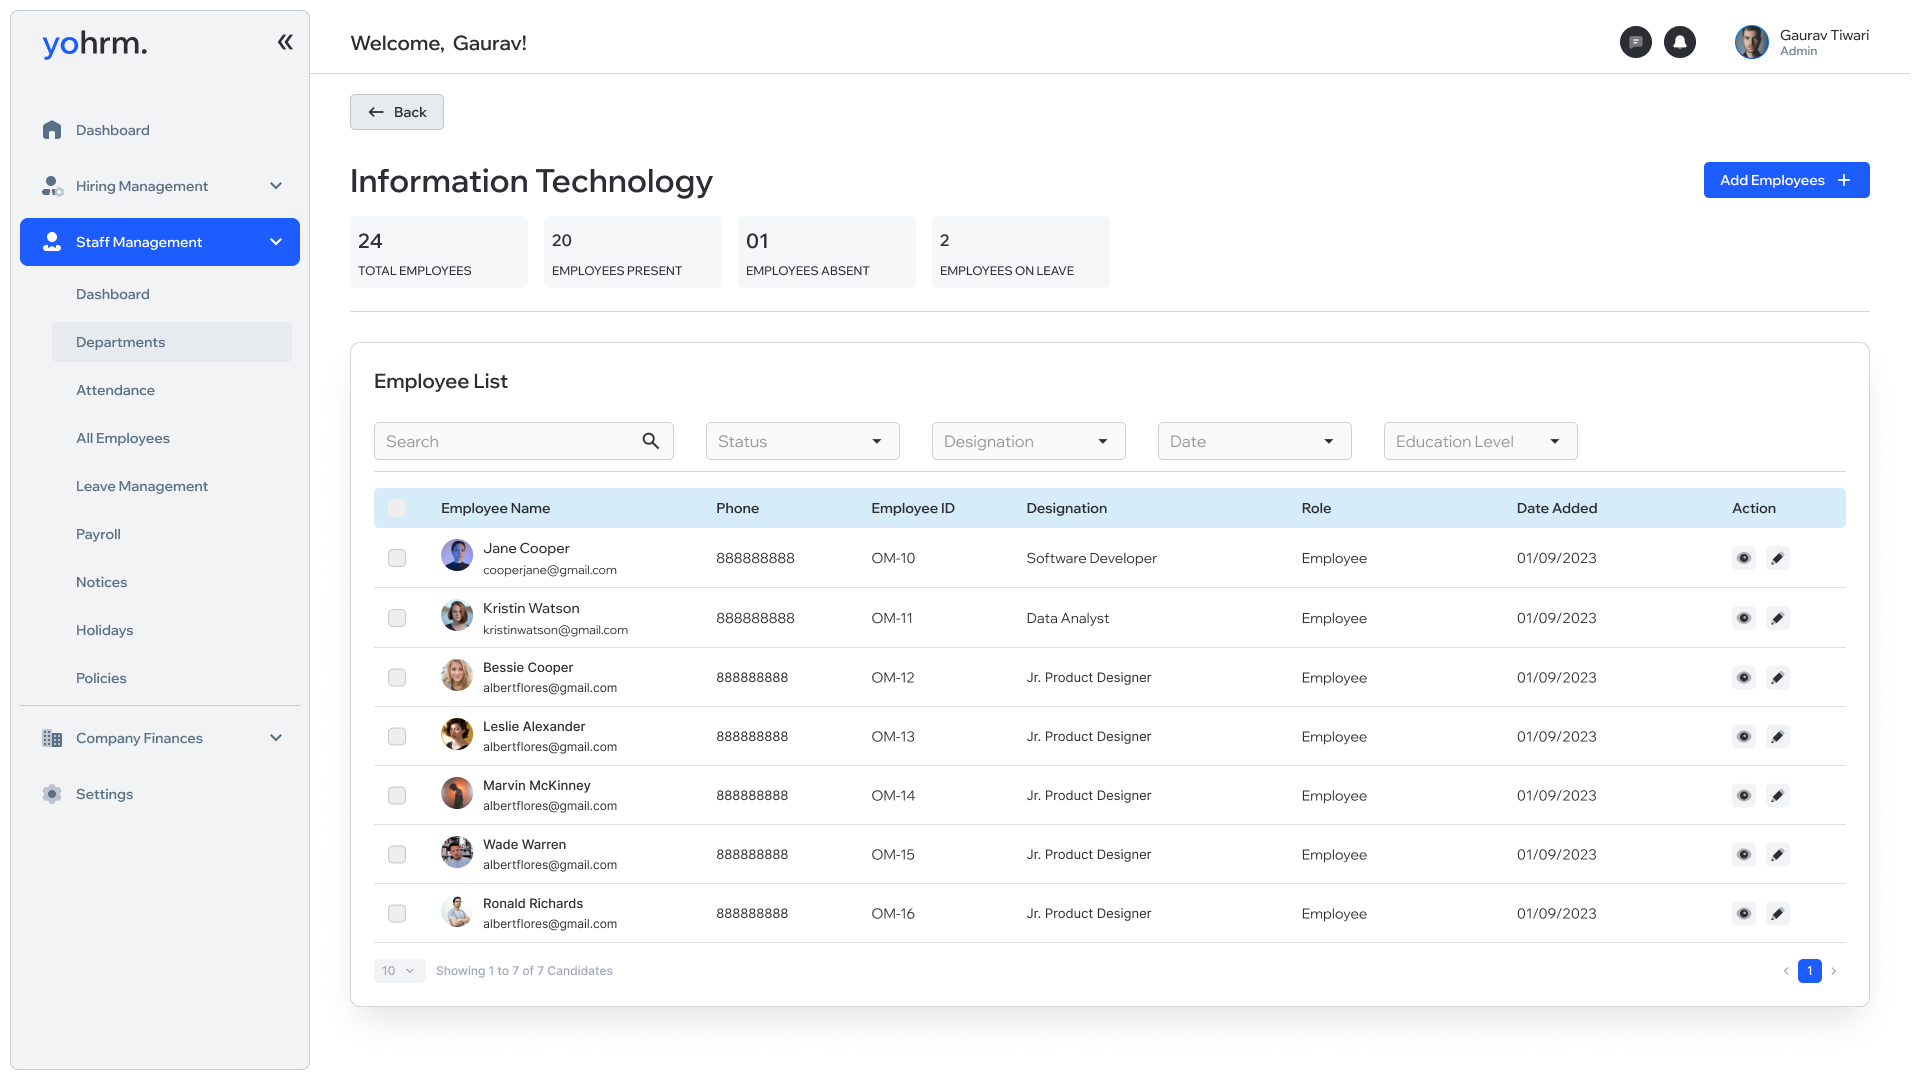 yohrm.
Welcome, Gaurav!
Gaurav Tiwari
Admin
Dashboard
Hiring Management
Staff Management
Dashboard
Departments
Attendance
All Employees
Leave Management
Payroll
Notices
Holidays
Policies
Company Finances
Settings
Back
Information Technology
Add Employees
24
TOTAL EMPLOYEES
20
EMPLOYEES PRESENT
01
EMPLOYEES ABSENT
2
EMPLOYEES ON LEAVE
Employee List
Search
Status
Designation
Date
Education Level
Employee Name Phone Employee ID Designation Role Date Added Action
Jane Cooper
cooperjane@gmail.com
888888888 OM-10 Software Developer Employee 01/09/2023
Kristin Watson
kristinwatson@gmail.com
888888888 OM-11 Data Analyst Employee 01/09/2023
Bessie Cooper
albertflores@gmail.com
888888888 OM-12 Jr. Product Designer Employee 01/09/2023
Leslie Alexander
albertflores@gmail.com
888888888 OM-13 Jr. Product Designer Employee 01/09/2023
Marvin McKinney
albertflores@gmail.com
888888888 OM-14 Jr. Product Designer Employee 01/09/2023
Wade Warren
albertflores@gmail.com
888888888 OM-15 Jr. Product Designer Employee 01/09/2023
Ronald Richards
albertflores@gmail.com
888888888 OM-16 Jr. Product Designer Employee 01/09/2023
10
Showing 1 to 7 of 7 Candidates
1